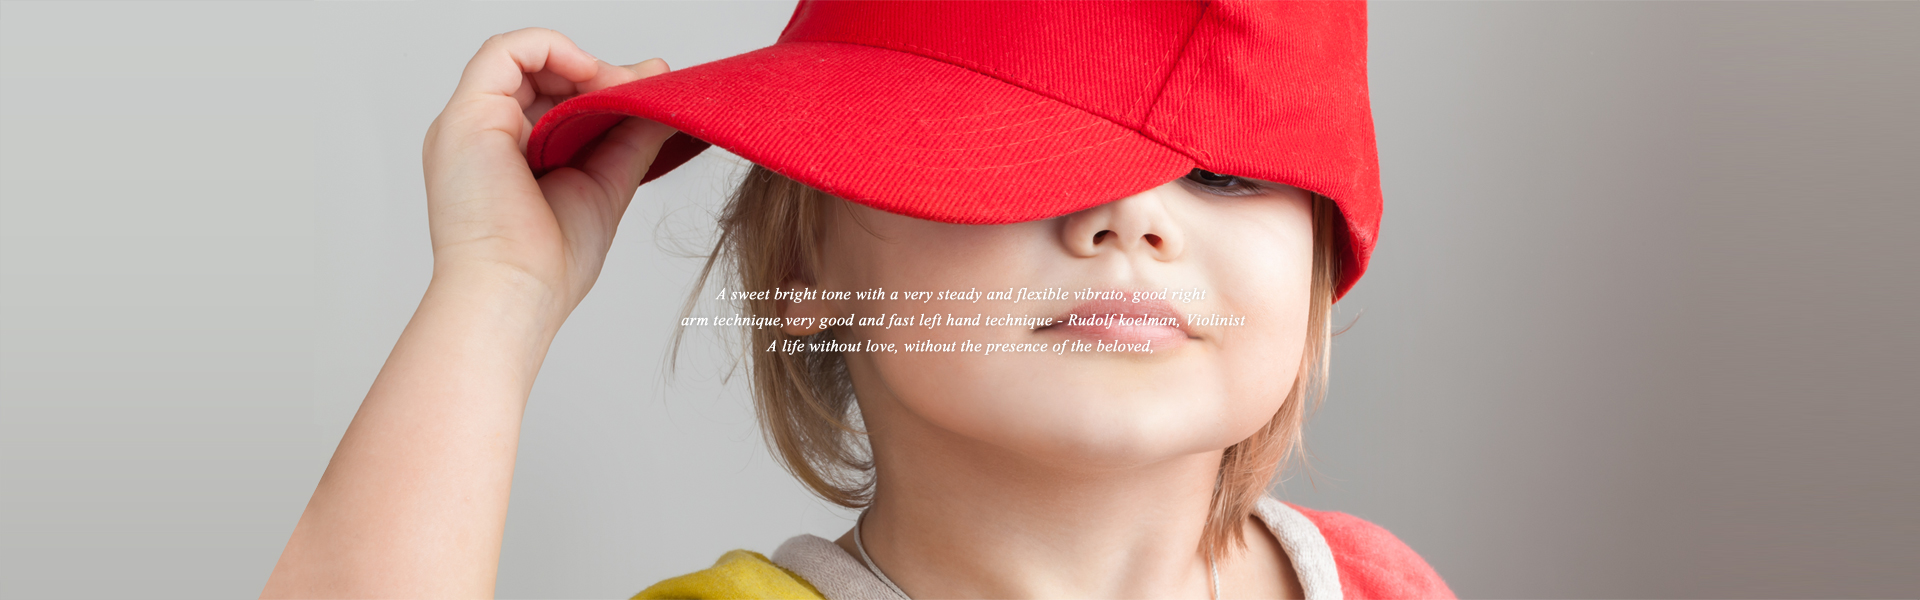 A sweet bright tone with a very steady and flexible vibrato, good right
arm technique,very good and fast left hand technique - Rudolf koelman, Violinist
A life without love, without the presence of the beloved,